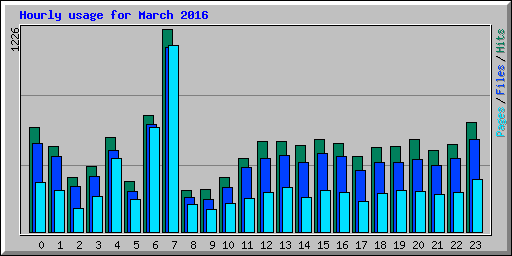 Hourly usage for March 2016
1226
Pages/Files/Hits
0 1 2 3 4 5 6 7 8 9 10 11 12 13 14 15 16 17 18 19 20 21 22 23